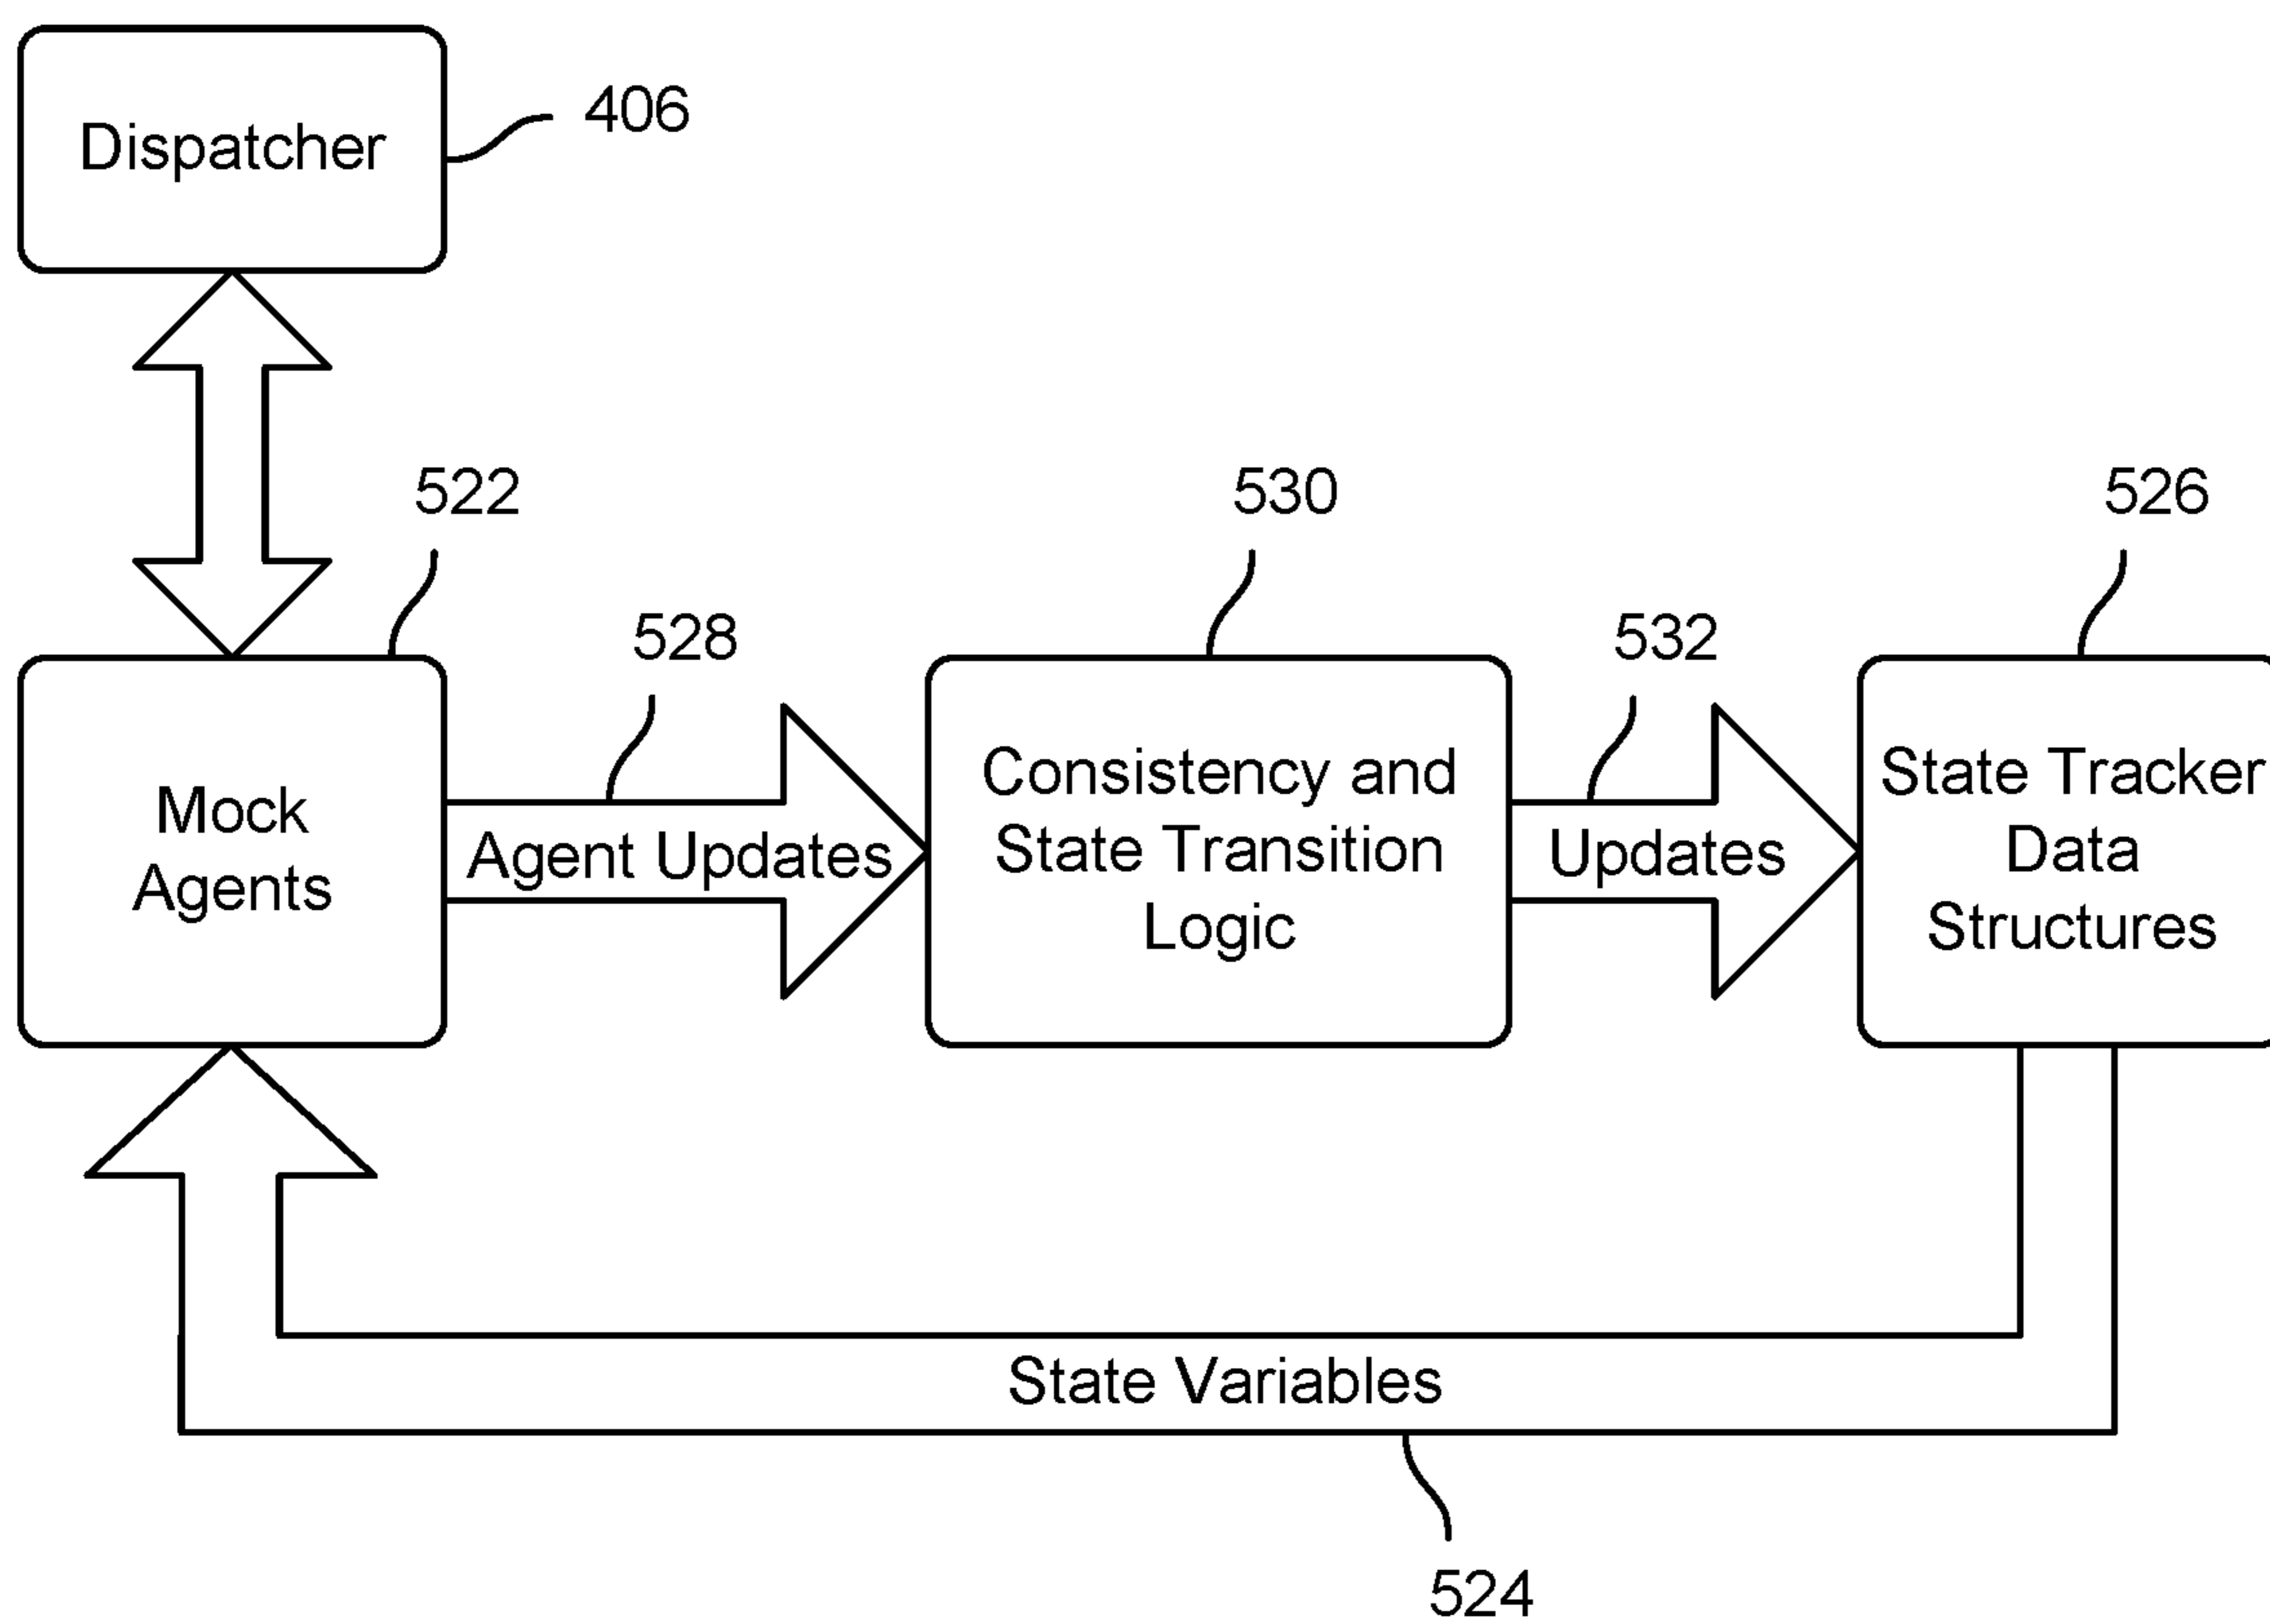 Dispatcher
406
522
530
526
528
532
Mock
Agents
Agent Updates
Consistency and
State Transition
Logic
Updates
State Tracker
Data
Structures
State Variables
524